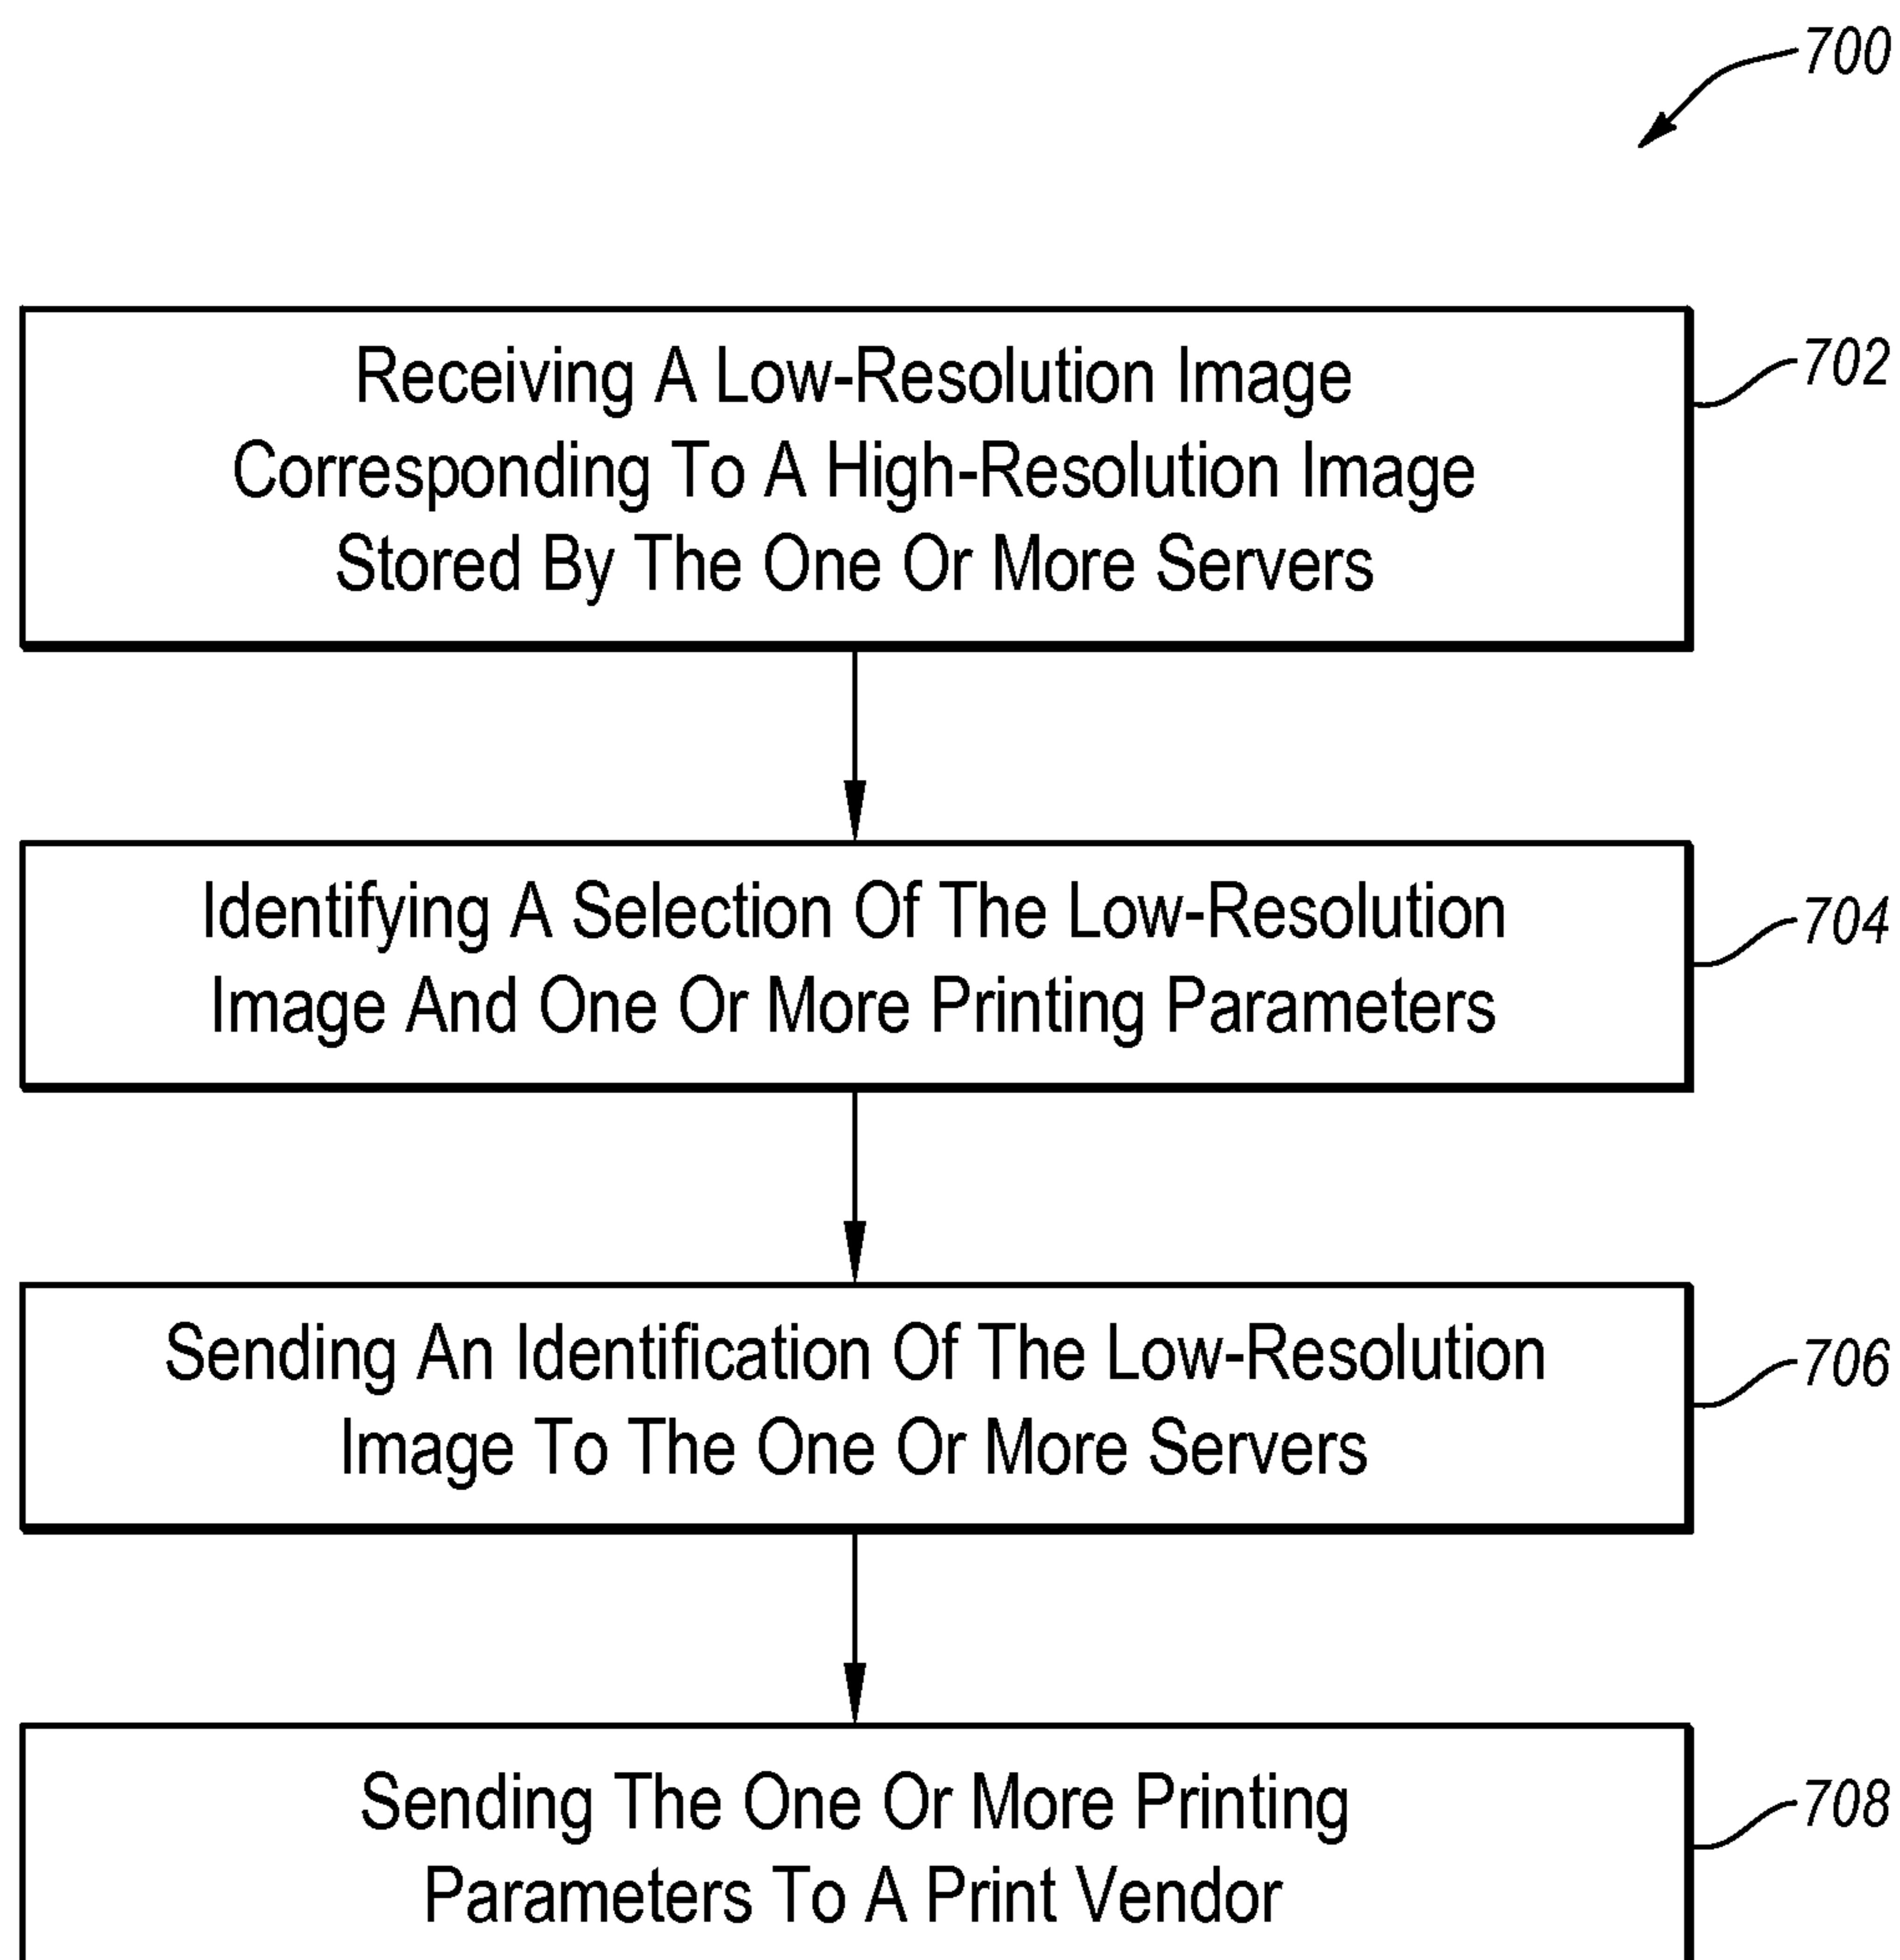 700
Receiving A Low-Resolution Image
Corresponding To A High-Resolution Image
Stored By The One Or More Servers
702
Identifying A Selection Of The Low-Resolution
Image And One Or More Printing Parameters
704
Sending An Identification Of The Low-Resolution
Image To The One Or More Servers
706
Sending The One Or More Printing
Parameters To A Print Vendor
708